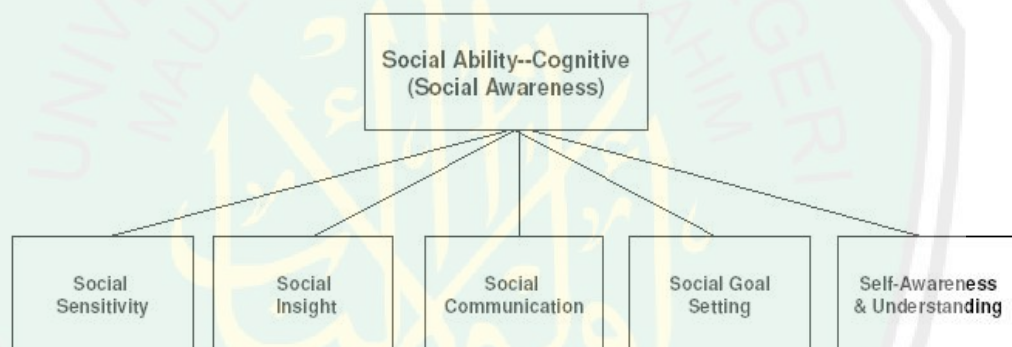 Social Ability--Cognitive
(Social Awareness)
Social
Sensitivity
Social
Insight
Social
Communication
Social Goal
Setting
Self-Awareness
& Understanding